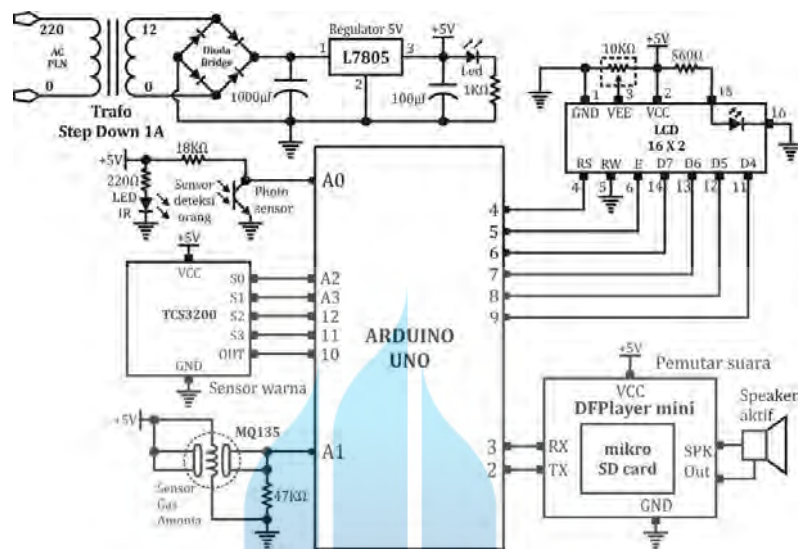 220
12
AC
PLN
0
0
Trafo
Step Down 1A
Dioda
Bridge
1000µf
Regulator 5V
1
L7805
3
2
+5V
Led
100µf
1KΩ
10KΩ
+5V
560Ω
1
3
2
15
16
GND
VEE
VCC
LCD
16 X 2
RS
RW
E
D7
D6
D5
D4
4
5
6
14
13
12
11
+5V
18KΩ
220Ω
LED
IR
Sensor
deteksi
orang
Photo
sensor
A0
+5V
VCC
TCS3200
S0
S1
S2
S3
OUT
GND
Sensor warna
A2
A3
12
11
10
ARDUINO
UNO
4
5
6
7
8
9
+5V
MQ135
A1
47kΩ
Sensor
Gas
Amonia
3
2
+5V
Pemutar suara
VCC
DFPlayer mini
RX
TX
mikro
SD card
SPK
Out
GND
Speaker
aktif